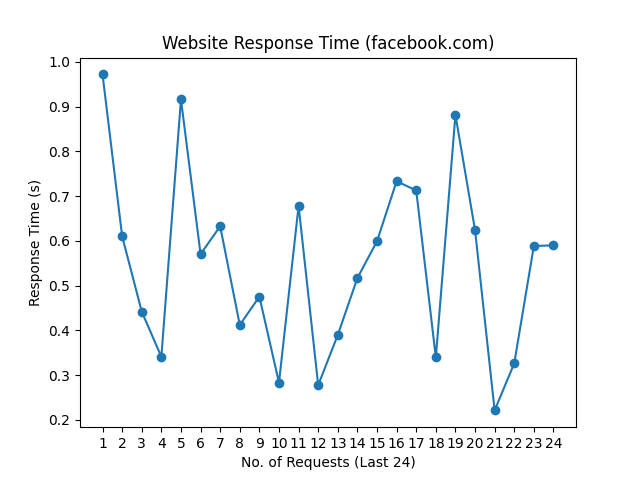 Website Response Time (facebook.com)
1.0
0.9
0.8
0.7
0.6
0.5
0.4
0.3
0.2
Response Time (s)
1 2 3 4 5 6 7 8 9 10 11 12 13 14 15 16 17 18 19 20 21 22 23 24
No. of Requests (Last 24)